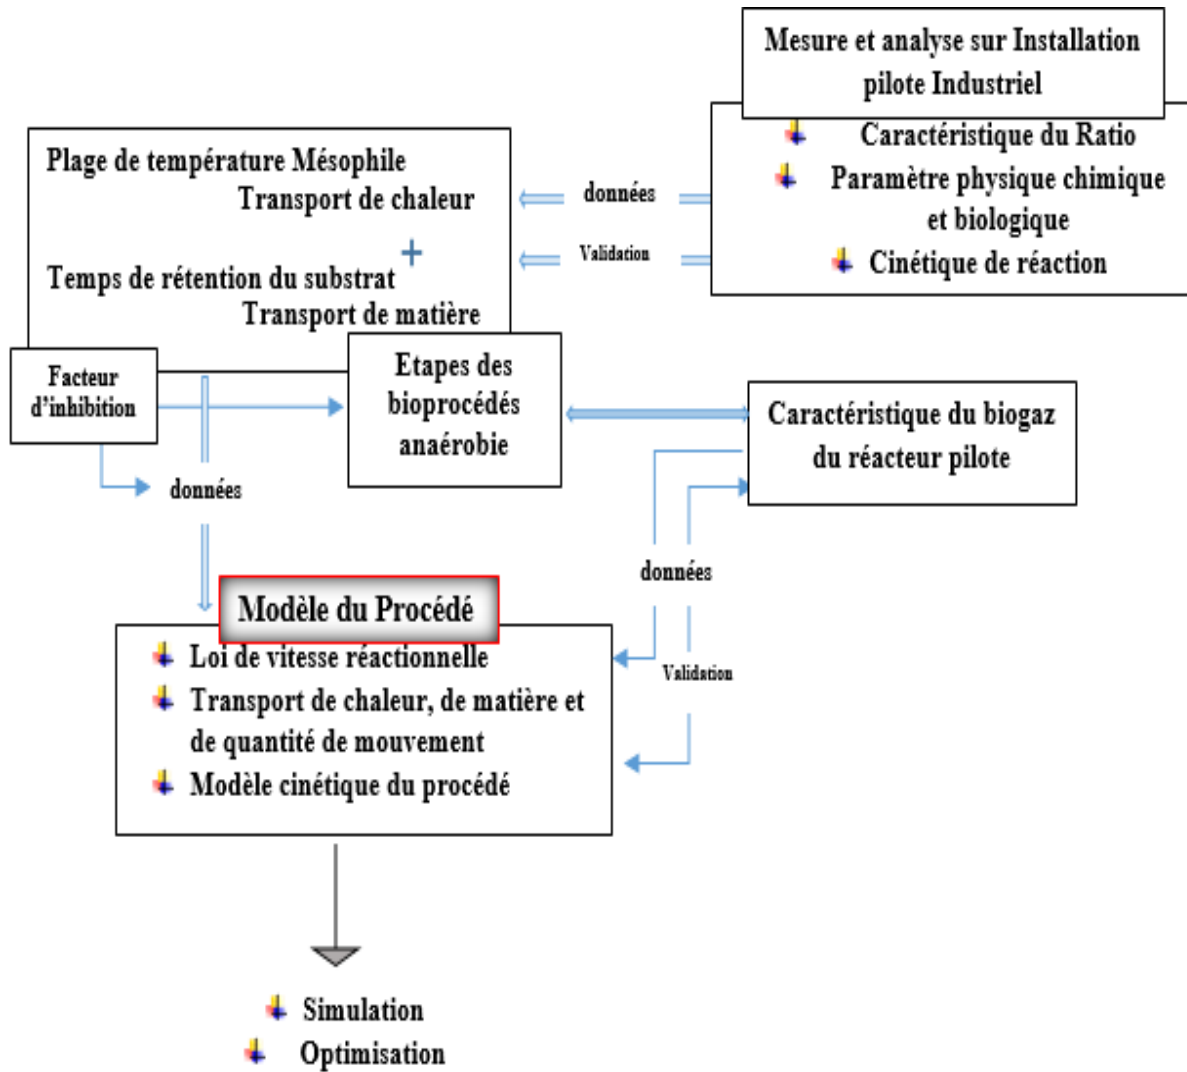 Mesure et analyse sur Installation
pilote Industriel
Caractéristique du Ratio
Paramètre physique chimique
et biologique
Cinétique de réaction
données
Validation
Plage de température Mésophile
Transport de chaleur
+
Temps de rétention du substrat
Transport de matière
Facteur
d'inhibition
Etapes des
bioprocédés
anaérobie
Caractéristique du biogaz
du réacteur pilote
données
données
Validation
Modèle du Procédé
Loi de vitesse réactionnelle
Transport de chaleur, de matière et
de quantité de mouvement
Modèle cinétique du procédé
Simulation
Optimisation